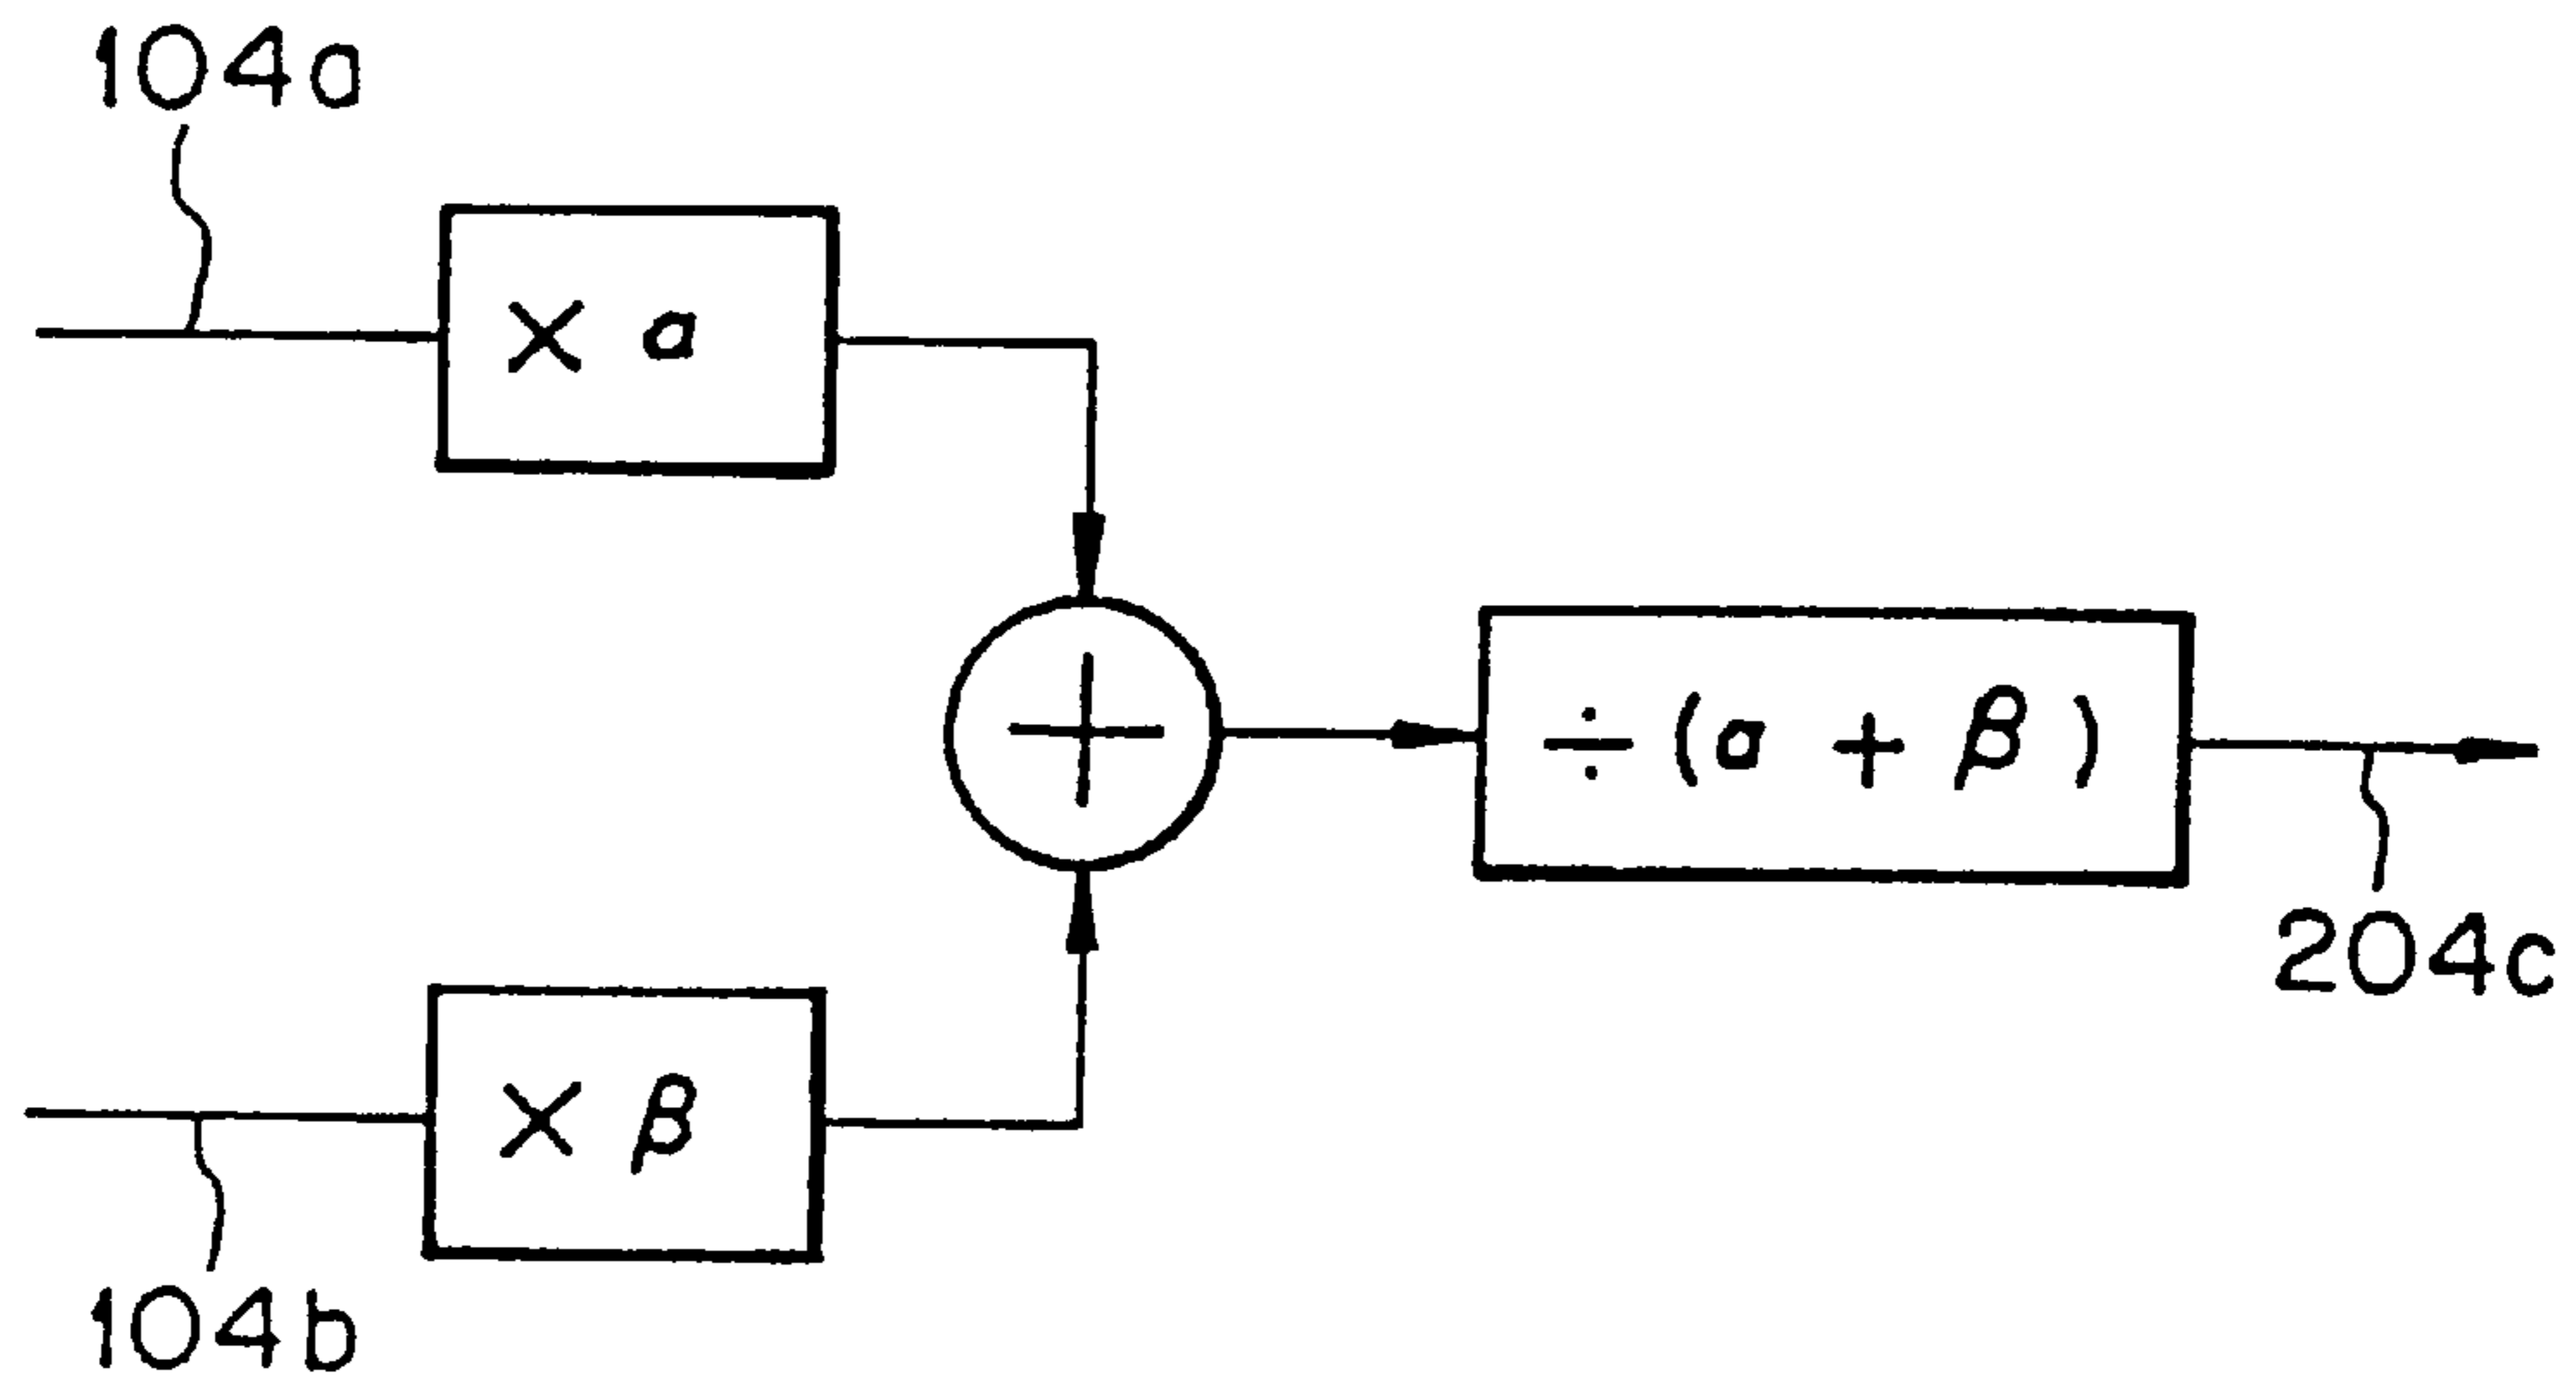 104a
× α
+
÷ (α + β)
204c
× β
104b